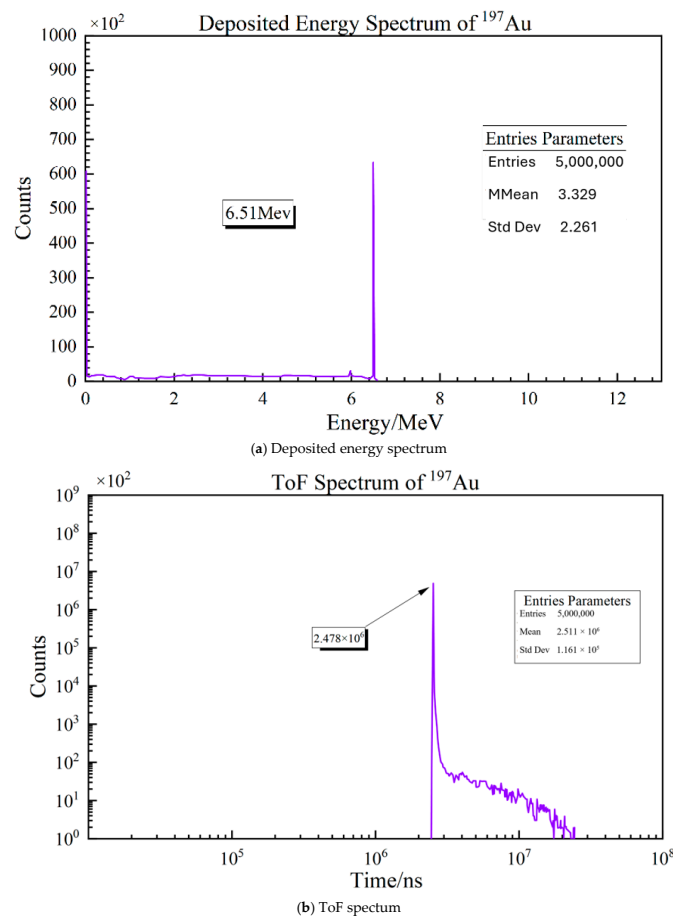 Deposited Energy Spectrum of ¹⁹⁷Au
×10²
1000
900
800
700
600
500
400
300
200
100
0
Counts
Entries Parameters
Entries 5,000,000
MMean 3.329
Std Dev 2.261
6.51Mev
0 2 4 6 8 10 12
Energy/MeV
(a) Deposited energy spectrum
ToF Spectrum of ¹⁹⁷Au
×10²
10⁹
10⁸
10⁷
10⁶
10⁵
10⁴
10³
10²
10¹
10⁰
Counts
Entries Parameters
Entries 5,000,000
Mean 2.511 × 10⁶
Std Dev 1.161 × 10⁵
2.478×10⁶
10⁵ 10⁶ 10⁷ 10⁸
Time/ns
(b) ToF spectum